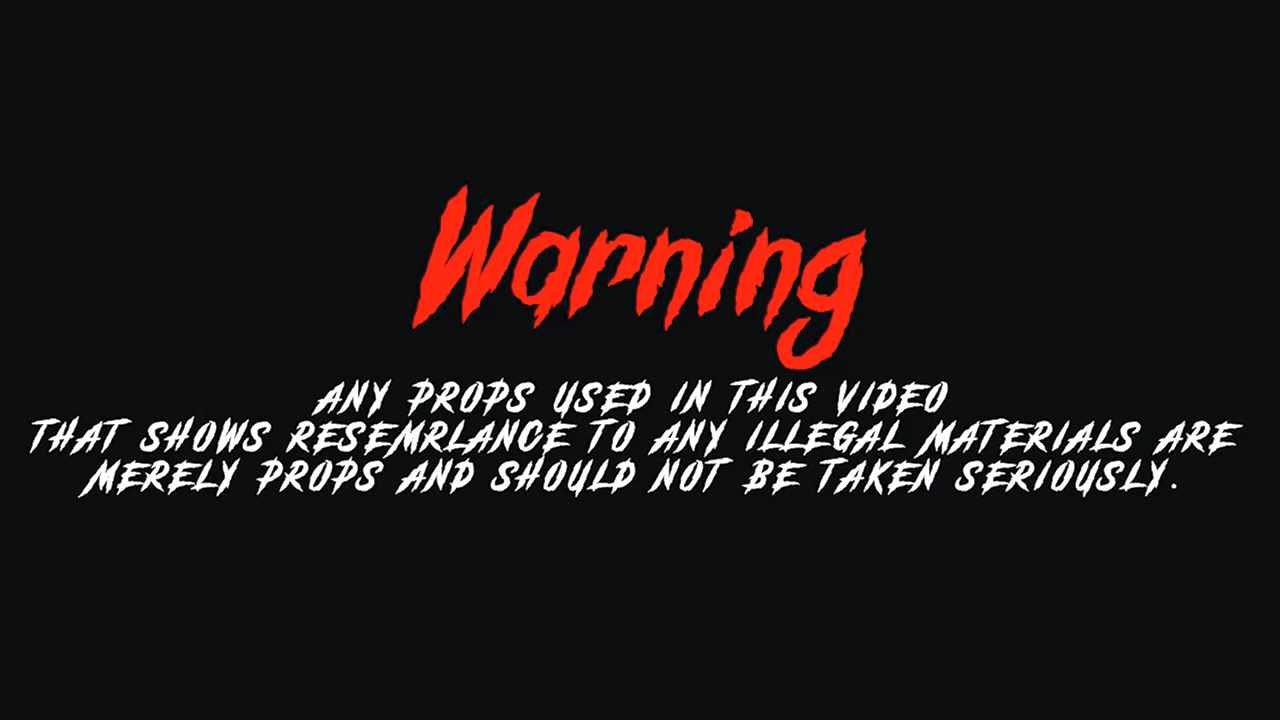 Warning
ANY PROPS USED IN THIS VIDEO
THAT SHOWS RESEMRLANCE TO ANY ILLEGAL MATERIALS ARE
MERELY PROPS AND SHOULD NOT BE TAKEN SERIOUSLY.